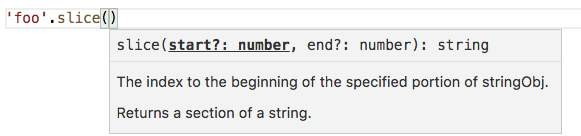 'foo'.slice()
slice(start?: number, end?: number): string
The index to the beginning of the specified portion of stringObj.
Returns a section of a string.